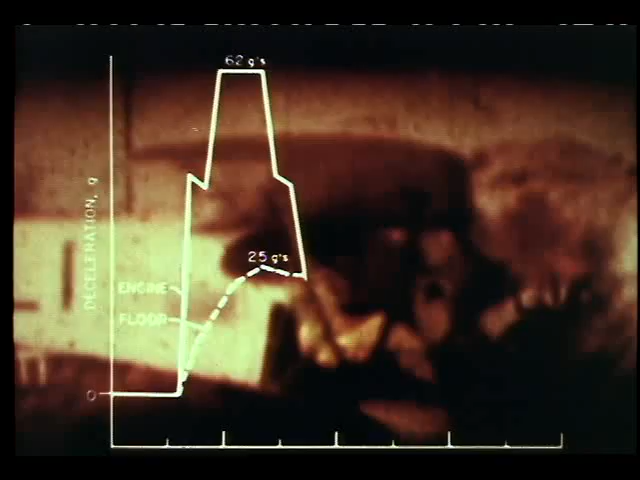 62 g's
DECELERATION, g
25 g's
ENGINE
FLOOR
0